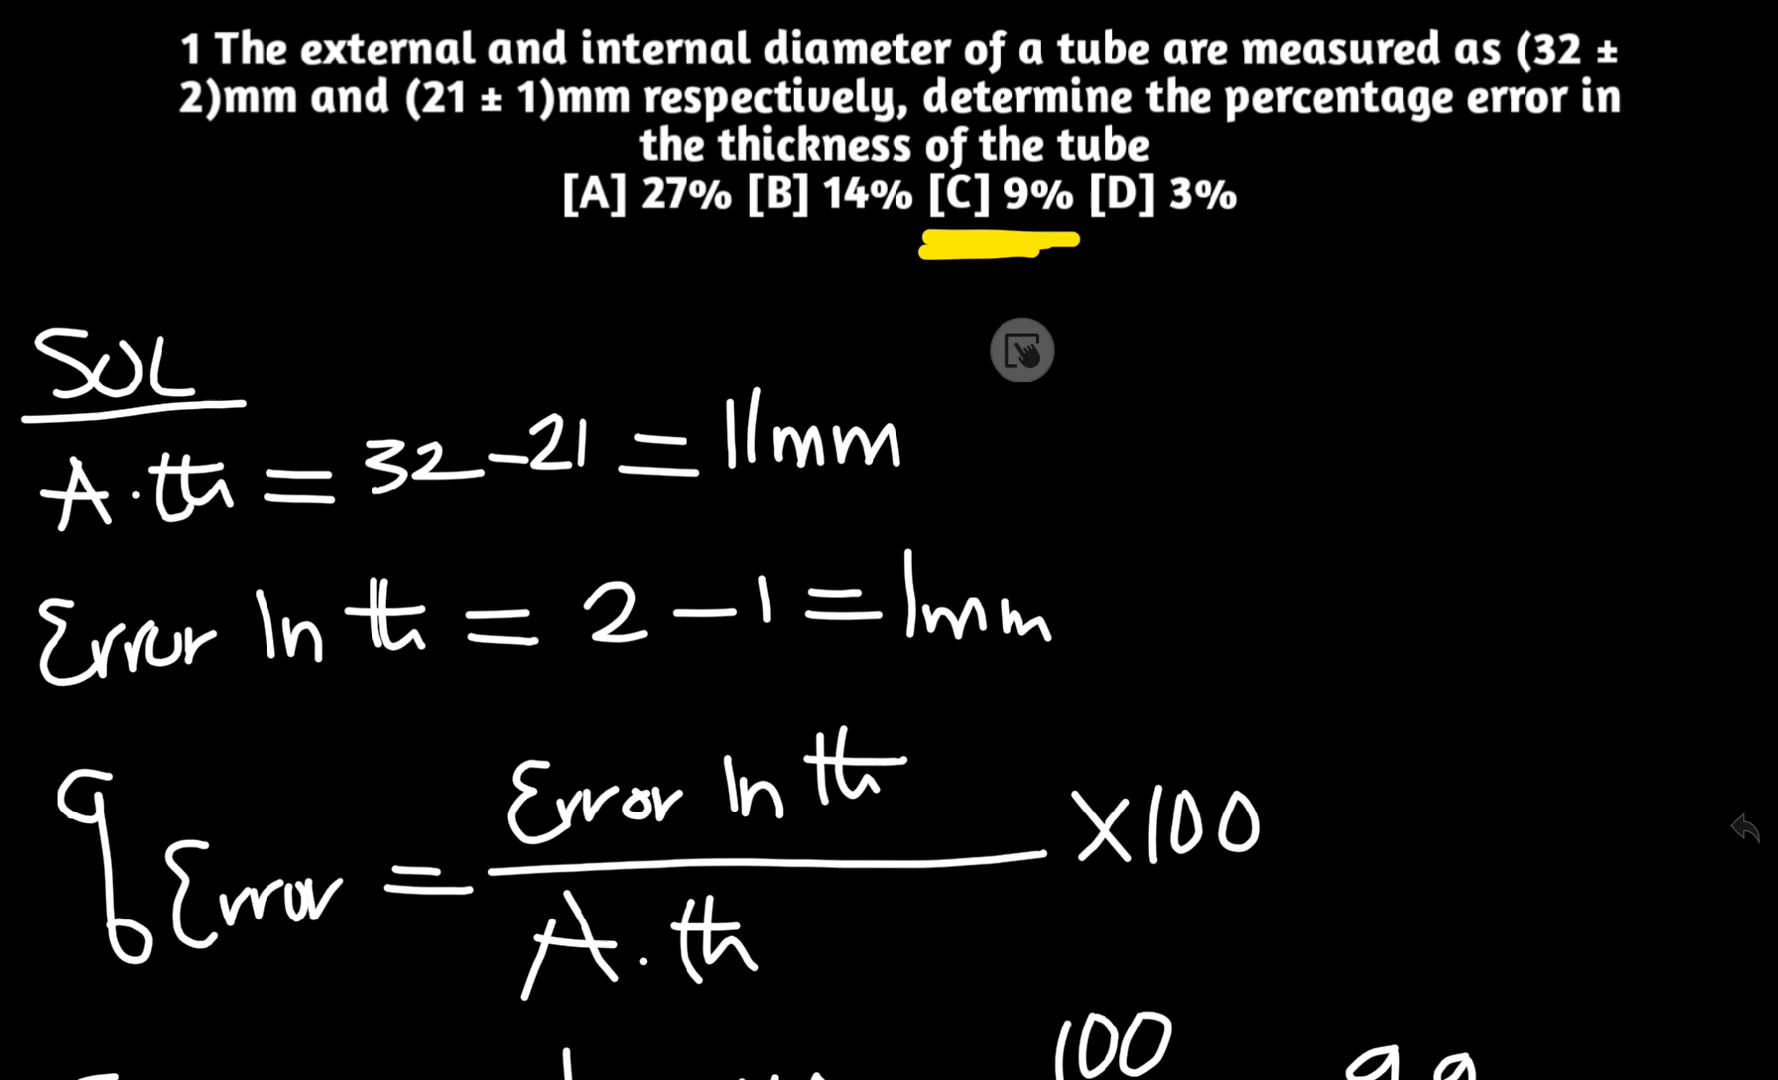 1 The external and internal diameter of a tube are measured as (32 ±
2)mm and (21 ± 1)mm respectively, determine the percentage error in
the thickness of the tube
[A] 27% [B] 14% [C] 9% [D] 3%
SOL
A.th = 32 - 21 = 11mm
Error In th = 2 - 1 = 1mm
% Error = Error In th / A.th X100
100